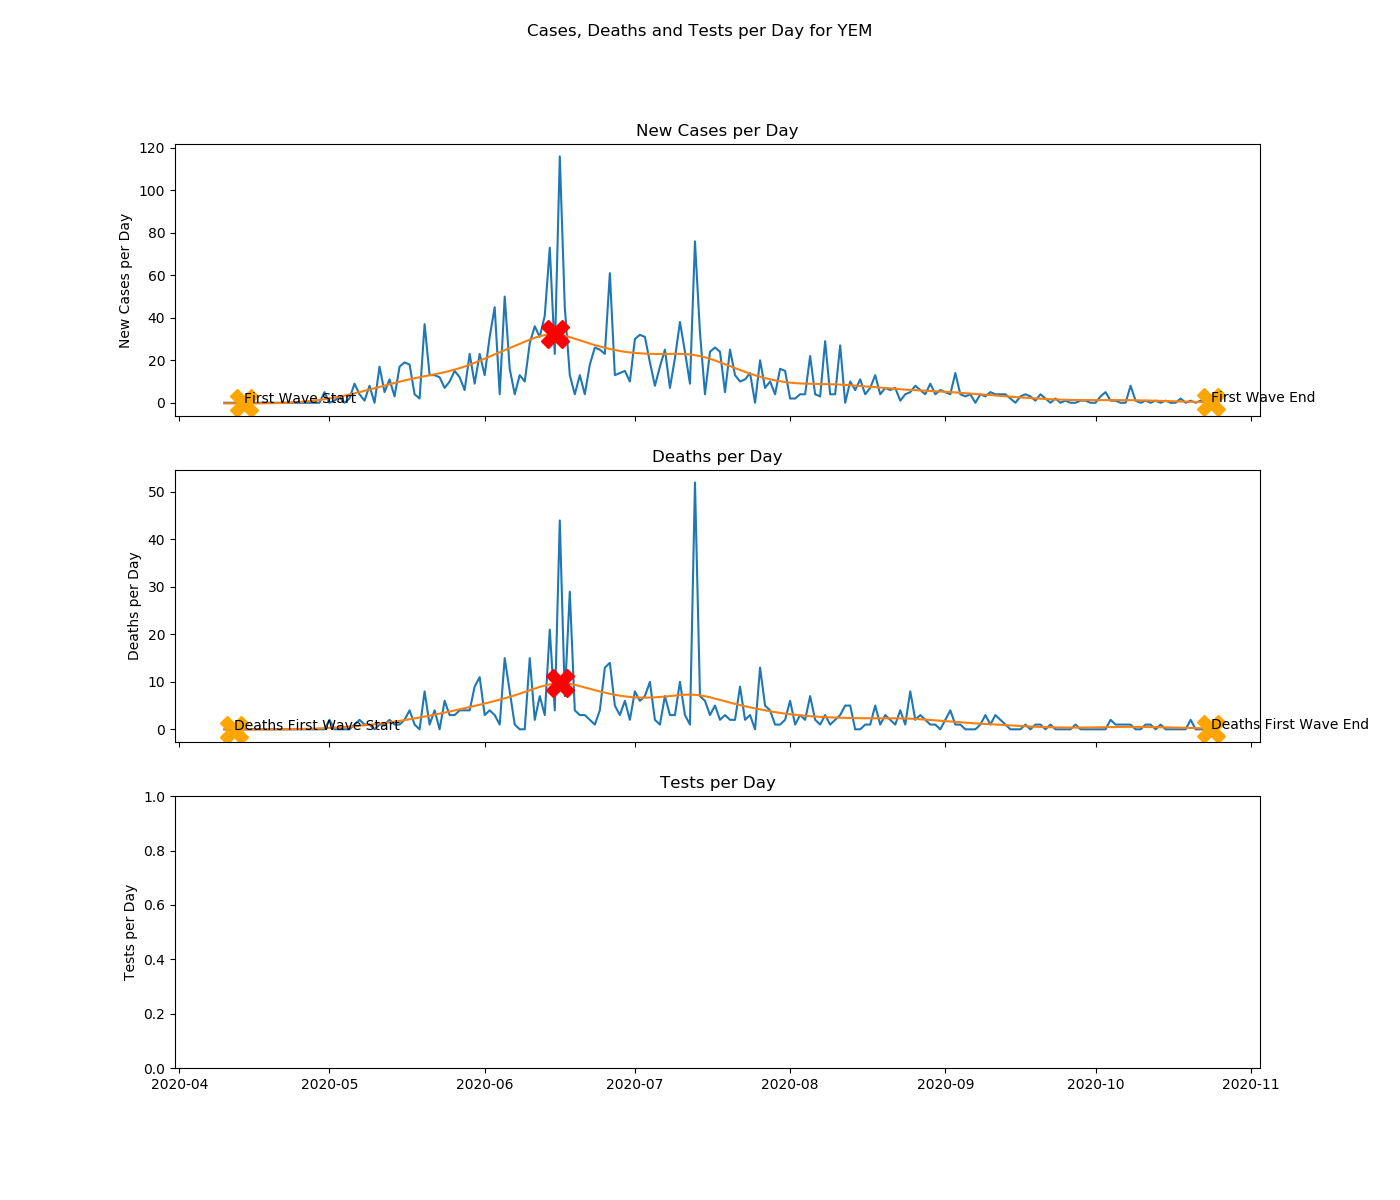 Cases, Deaths and Tests per Day for YEM
New Cases per Day
120
100
80
60
40
20
0
New Cases per Day
First Wave Start
First Wave End
Deaths per Day
50
40
30
20
10
0
Deaths per Day
Deaths First Wave Start
Deaths First Wave End
Tests per Day
1.0
0.8
0.6
0.4
0.2
0.0
Tests per Day
2020-04 2020-05 2020-06 2020-07 2020-08 2020-09 2020-10 2020-11